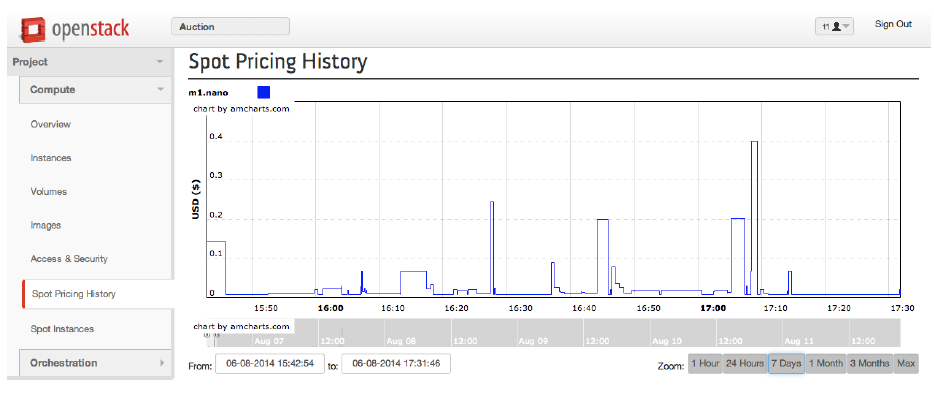 openstack
Auction
t1
Sign Out
Project
Compute
Overview
Instances
Volumes
Images
Access & Security
Spot Pricing History
Spot Instances
Orchestration
Spot Pricing History
m1.nano
chart by amcharts.com
USD ($)
0.4
0.3
0.2
0.1
0
15:50 16:00 16:10 16:20 16:30 16:40 16:50 17:00 17:10 17:20 17:30
chart by amcharts.com
Aug 07 12:00 Aug 08 12:00 Aug 09 12:00 Aug 10 12:00 Aug 11 12:00
From: 06-08-2014 15:42:54 to: 06-08-2014 17:31:46
Zoom: 1 Hour 24 Hours 7 Days 1 Month 3 Months Max